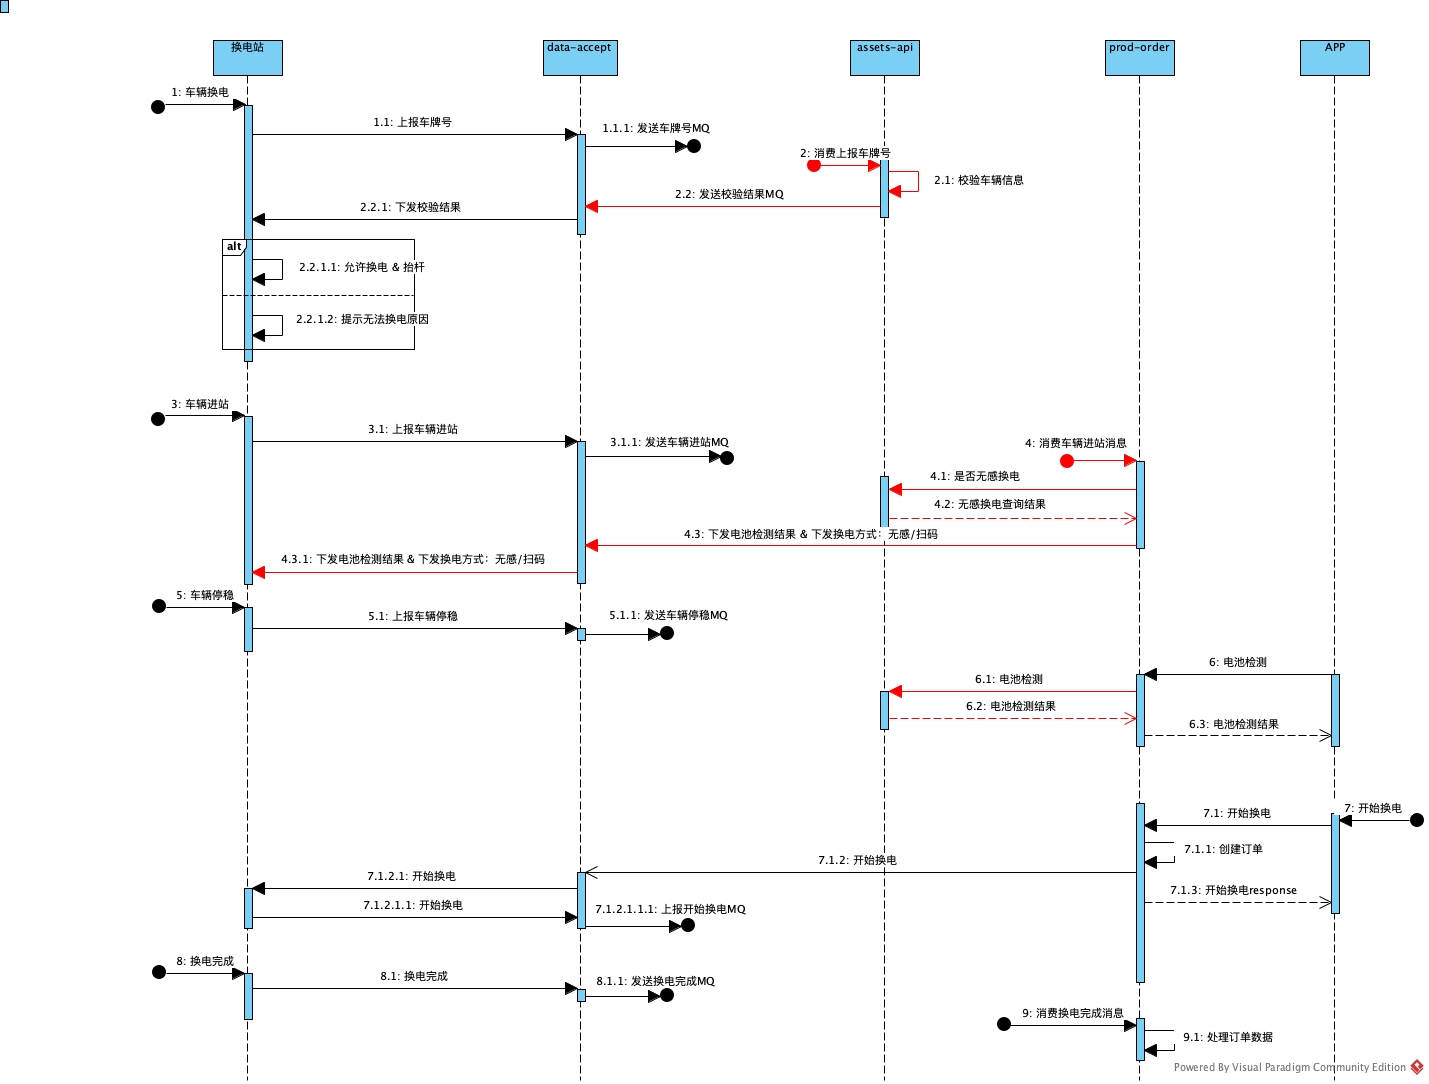 换电站
data-accept
assets-api
prod-order
APP
1: 车辆换电
1.1: 上报车牌号
1.1.1: 发送车牌号MQ
2: 消费上报车牌号
2.1: 校验车辆信息
2.2: 发送校验结果MQ
2.2.1: 下发校验结果
alt
2.2.1.1: 允许换电 & 抬杆
2.2.1.2: 提示无法换电原因
3: 车辆进站
3.1: 上报车辆进站
3.1.1: 发送车辆进站MQ
4: 消费车辆进站消息
4.1: 是否无感换电
4.2: 无感换电查询结果
4.3: 下发电池检测结果 & 下发换电方式：无感/扫码
4.3.1: 下发电池检测结果 & 下发换电方式：无感/扫码
5: 车辆停稳
5.1: 上报车辆停稳
5.1.1: 发送车辆停稳MQ
6: 电池检测
6.1: 电池检测
6.2: 电池检测结果
6.3: 电池检测结果
7: 开始换电
7.1: 开始换电
7.1.1: 创建订单
7.1.2: 开始换电
7.1.2.1: 开始换电
7.1.3: 开始换电response
7.1.2.1.1: 开始换电
7.1.2.1.1.1: 上报开始换电MQ
8: 换电完成
8.1: 换电完成
8.1.1: 发送换电完成MQ
9: 消费换电完成消息
9.1: 处理订单数据
Powered By Visual Paradigm Community Edition